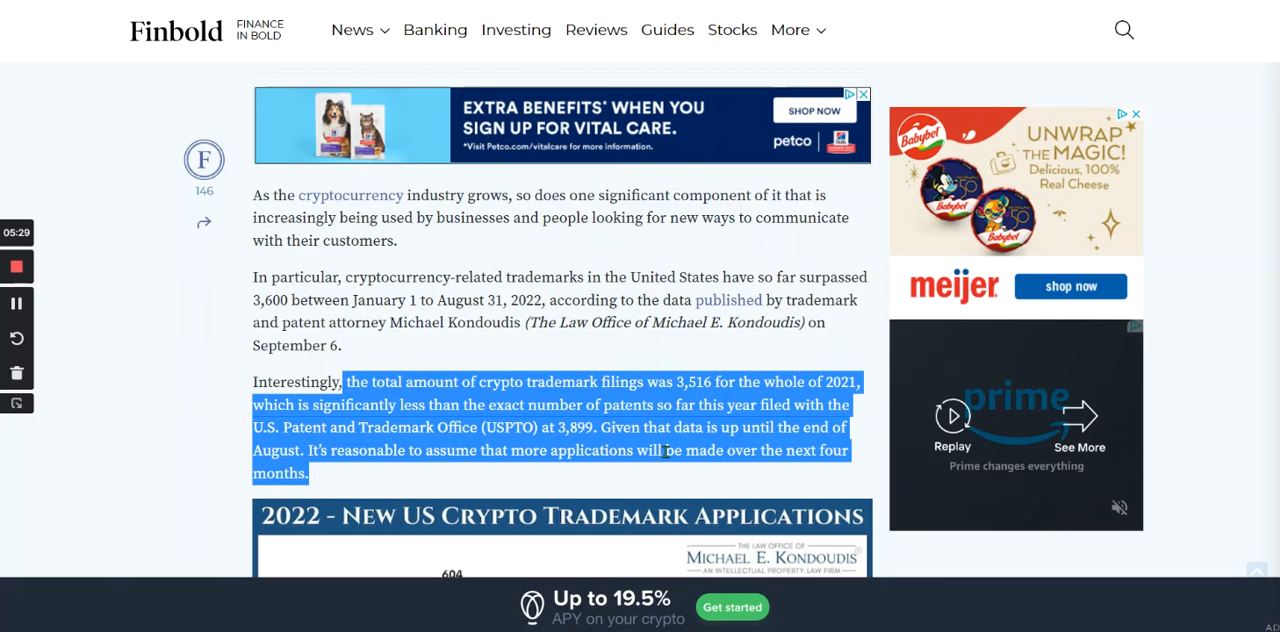 Finbold
FINANCE
IN BOLD
News
Banking
Investing
Reviews
Guides
Stocks
More
EXTRA BENEFITS* WHEN YOU
SIGN UP FOR VITAL CARE.
*Visit Petco.com/vitalcare for more information.
SHOP NOW
petco
F
146
05:29
As the cryptocurrency industry grows, so does one significant component of it that is
increasingly being used by businesses and people looking for new ways to communicate
with their customers.
In particular, cryptocurrency-related trademarks in the United States have so far surpassed
3,600 between January 1 to August 31, 2022, according to the data published by trademark
and patent attorney Michael Kondoudis (The Law Office of Michael E. Kondoudis) on
September 6.
Interestingly, the total amount of crypto trademark filings was 3,516 for the whole of 2021,
which is significantly less than the exact number of patents so far this year filed with the
U.S. Patent and Trademark Office (USPTO) at 3,899. Given that data is up until the end of
August. It's reasonable to assume that more applications will be made over the next four
months.
2022 - NEW US CRYPTO TRADEMARK APPLICATIONS
THE LAW OFFICE OF
MICHAEL E. KONDOUDIS
AN INTELLECTUAL PROPERTY LAW FIRM
604
Babybel
UNWRAP
THE MAGIC!
Delicious, 100%
Real Cheese
50
Babybel
50
Babybel
meijer
shop now
prime
Replay
See More
Prime changes everything
Up to 19.5%
APY on your crypto
Get started
AD